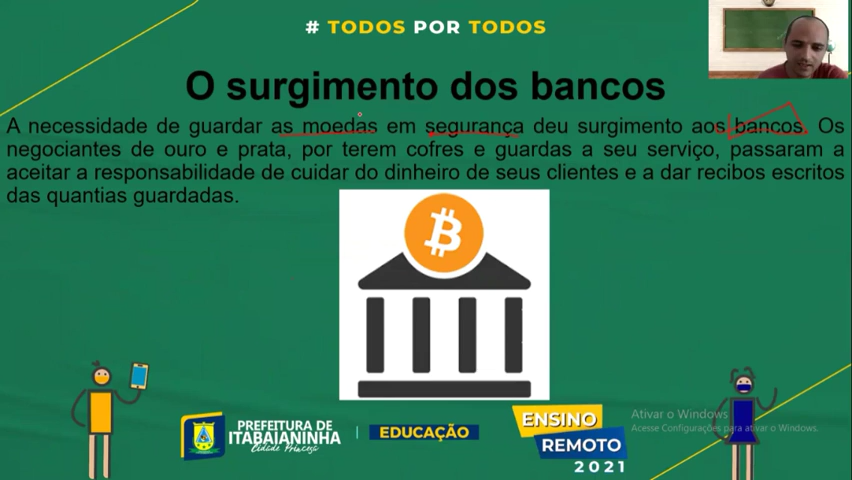 # TODOS POR TODOS
O surgimento dos bancos
A necessidade de guardar as moedas em segurança deu surgimento aos bancos. Os
negociantes de ouro e prata, por terem cofres e guardas a seu serviço, passaram a
aceitar a responsabilidade de cuidar do dinheiro de seus clientes e a dar recibos escritos
das quantias guardadas.
PREFEITURA DE
ITABAIANINHA
Cidade Princesa
EDUCAÇÃO
ENSINO
REMOTO
2021
Ativar o Windows
Acesse Configurações para ativar o Windows.